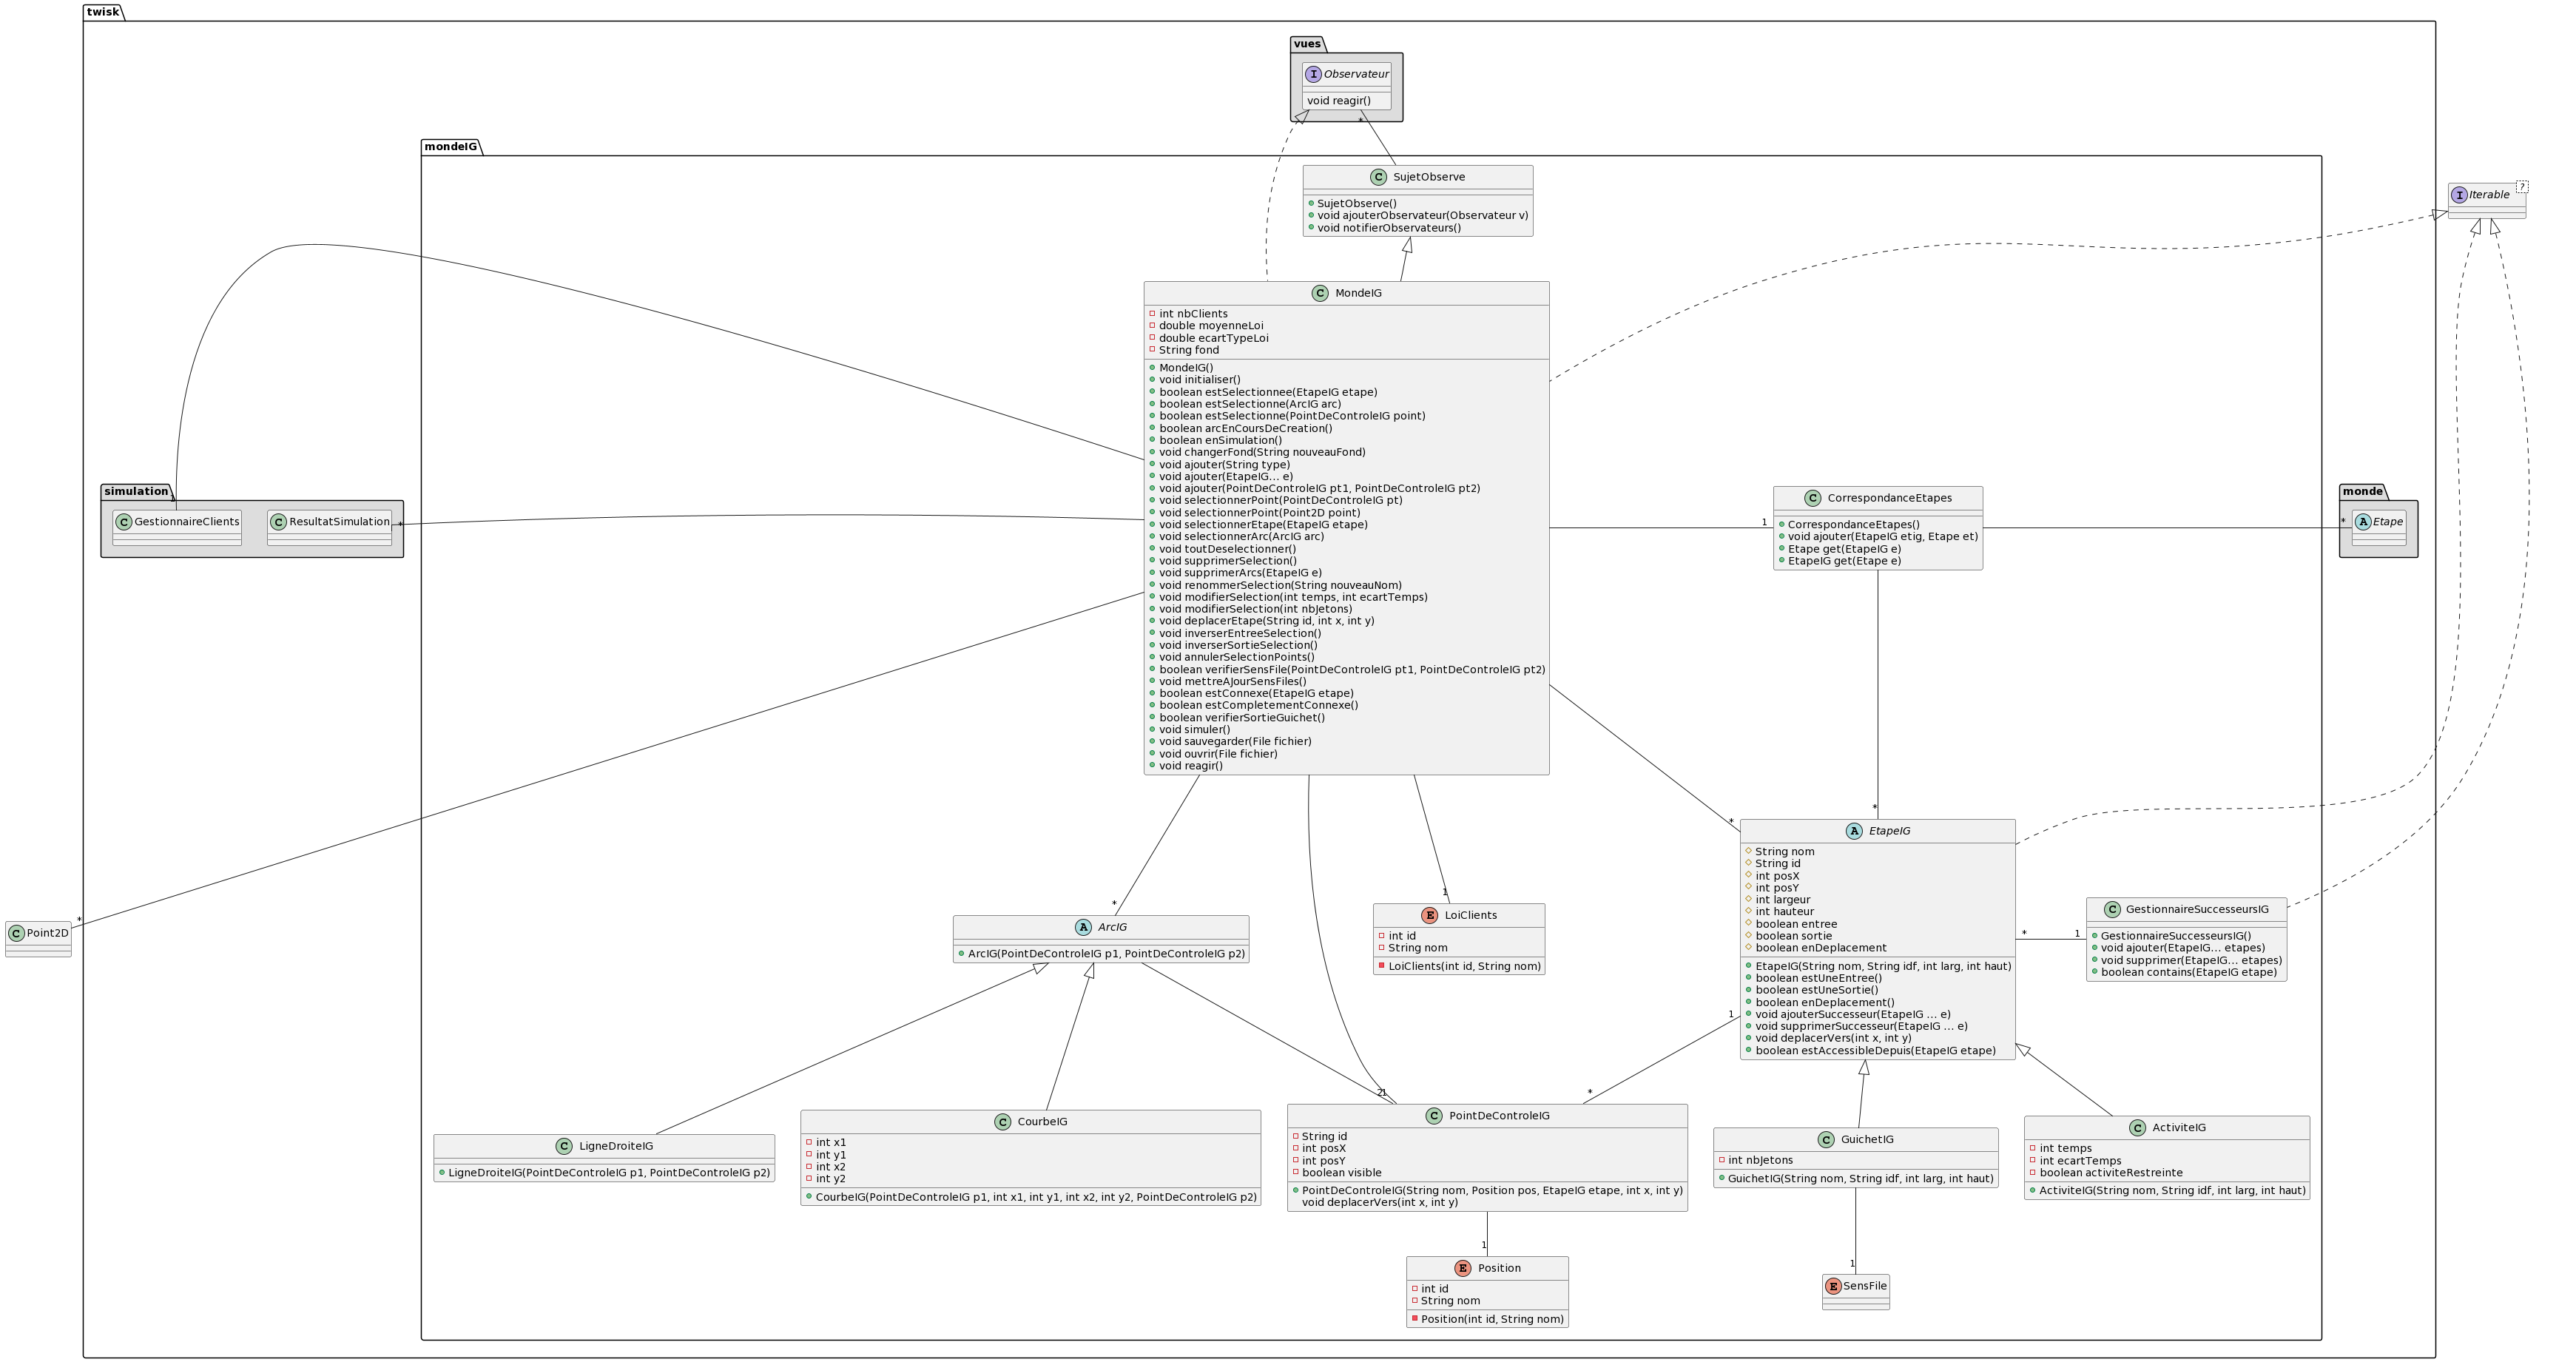 twisk
vues
I Observateur
void reagir()
*
mondeIG
C SujetObserve
SujetObserve()
void ajouterObservateur(Observateur v)
void notifierObservateurs()
I Iterable ?
C MondeIG
int nbClients
double moyenneLoi
double ecartTypeLoi
String fond
MondeIG()
void initialiser()
boolean estSelectionnee(EtapeIG etape)
boolean estSelectionne(ArcIG arc)
boolean estSelectionne(PointDeControleIG point)
boolean arcEnCoursDeCreation()
boolean enSimulation()
void changerFond(String nouveauFond)
void ajouter(String type)
void ajouter(EtapeIG... e)
void ajouter(PointDeControleIG pt1, PointDeControleIG pt2)
void selectionnerPoint(PointDeControleIG pt)
void selectionnerPoint(Point2D point)
void selectionnerEtape(EtapeIG etape)
void selectionnerArc(ArcIG arc)
void toutDeselectionner()
void supprimerSelection()
void supprimerArcs(EtapeIG e)
void renommerSelection(String nouveauNom)
void modifierSelection(int temps, int ecartTemps)
void modifierSelection(int nbJetons)
void deplacerEtape(String id, int x, int y)
void inverserEntreeSelection()
void inverserSortieSelection()
void annulerSelectionPoints()
boolean verifierSensFile(PointDeControleIG pt1, PointDeControleIG pt2)
void mettreAJourSensFiles()
boolean estConnexe(EtapeIG etape)
boolean estCompletementConnexe()
boolean verifierSortieGuichet()
void simuler()
void sauvegarder(File fichier)
void ouvrir(File fichier)
void reagir()
simulation
1
C GestionnaireClients
C ResultatSimulation
*
1
C CorrespondanceEtapes
CorrespondanceEtapes()
void ajouter(EtapeIG etig, Etape et)
Etape get(EtapeIG e)
EtapeIG get(Etape e)
monde
*
A Etape
*
*
A EtapeIG
String nom
String id
int posX
int posY
int largeur
int hauteur
boolean entree
boolean sortie
boolean enDeplacement
EtapeIG(String nom, String idf, int larg, int haut)
boolean estUneEntree()
boolean estUneSortie()
boolean enDeplacement()
void ajouterSuccesseur(EtapeIG ... e)
void supprimerSuccesseur(EtapeIG ... e)
void deplacerVers(int x, int y)
boolean estAccessibleDepuis(EtapeIG etape)
*
1
C GestionnaireSuccesseursIG
GestionnaireSuccesseursIG()
void ajouter(EtapeIG... etapes)
void supprimer(EtapeIG... etapes)
boolean contains(EtapeIG etape)
*
C Point2D
*
A ArcIG
ArcIG(PointDeControleIG p1, PointDeControleIG p2)
1
E LoiClients
int id
String nom
LoiClients(int id, String nom)
1
*
2
1
C LigneDroiteIG
LigneDroiteIG(PointDeControleIG p1, PointDeControleIG p2)
C CourbeIG
int x1
int y1
int x2
int y2
CourbeIG(PointDeControleIG p1, int x1, int y1, int x2, int y2, PointDeControleIG p2)
C PointDeControleIG
String id
int posX
int posY
boolean visible
PointDeControleIG(String nom, Position pos, EtapeIG etape, int x, int y)
void deplacerVers(int x, int y)
C GuichetIG
int nbJetons
GuichetIG(String nom, String idf, int larg, int haut)
C ActiviteIG
int temps
int ecartTemps
boolean activiteRestreinte
ActiviteIG(String nom, String idf, int larg, int haut)
1
E Position
int id
String nom
Position(int id, String nom)
1
E SensFile